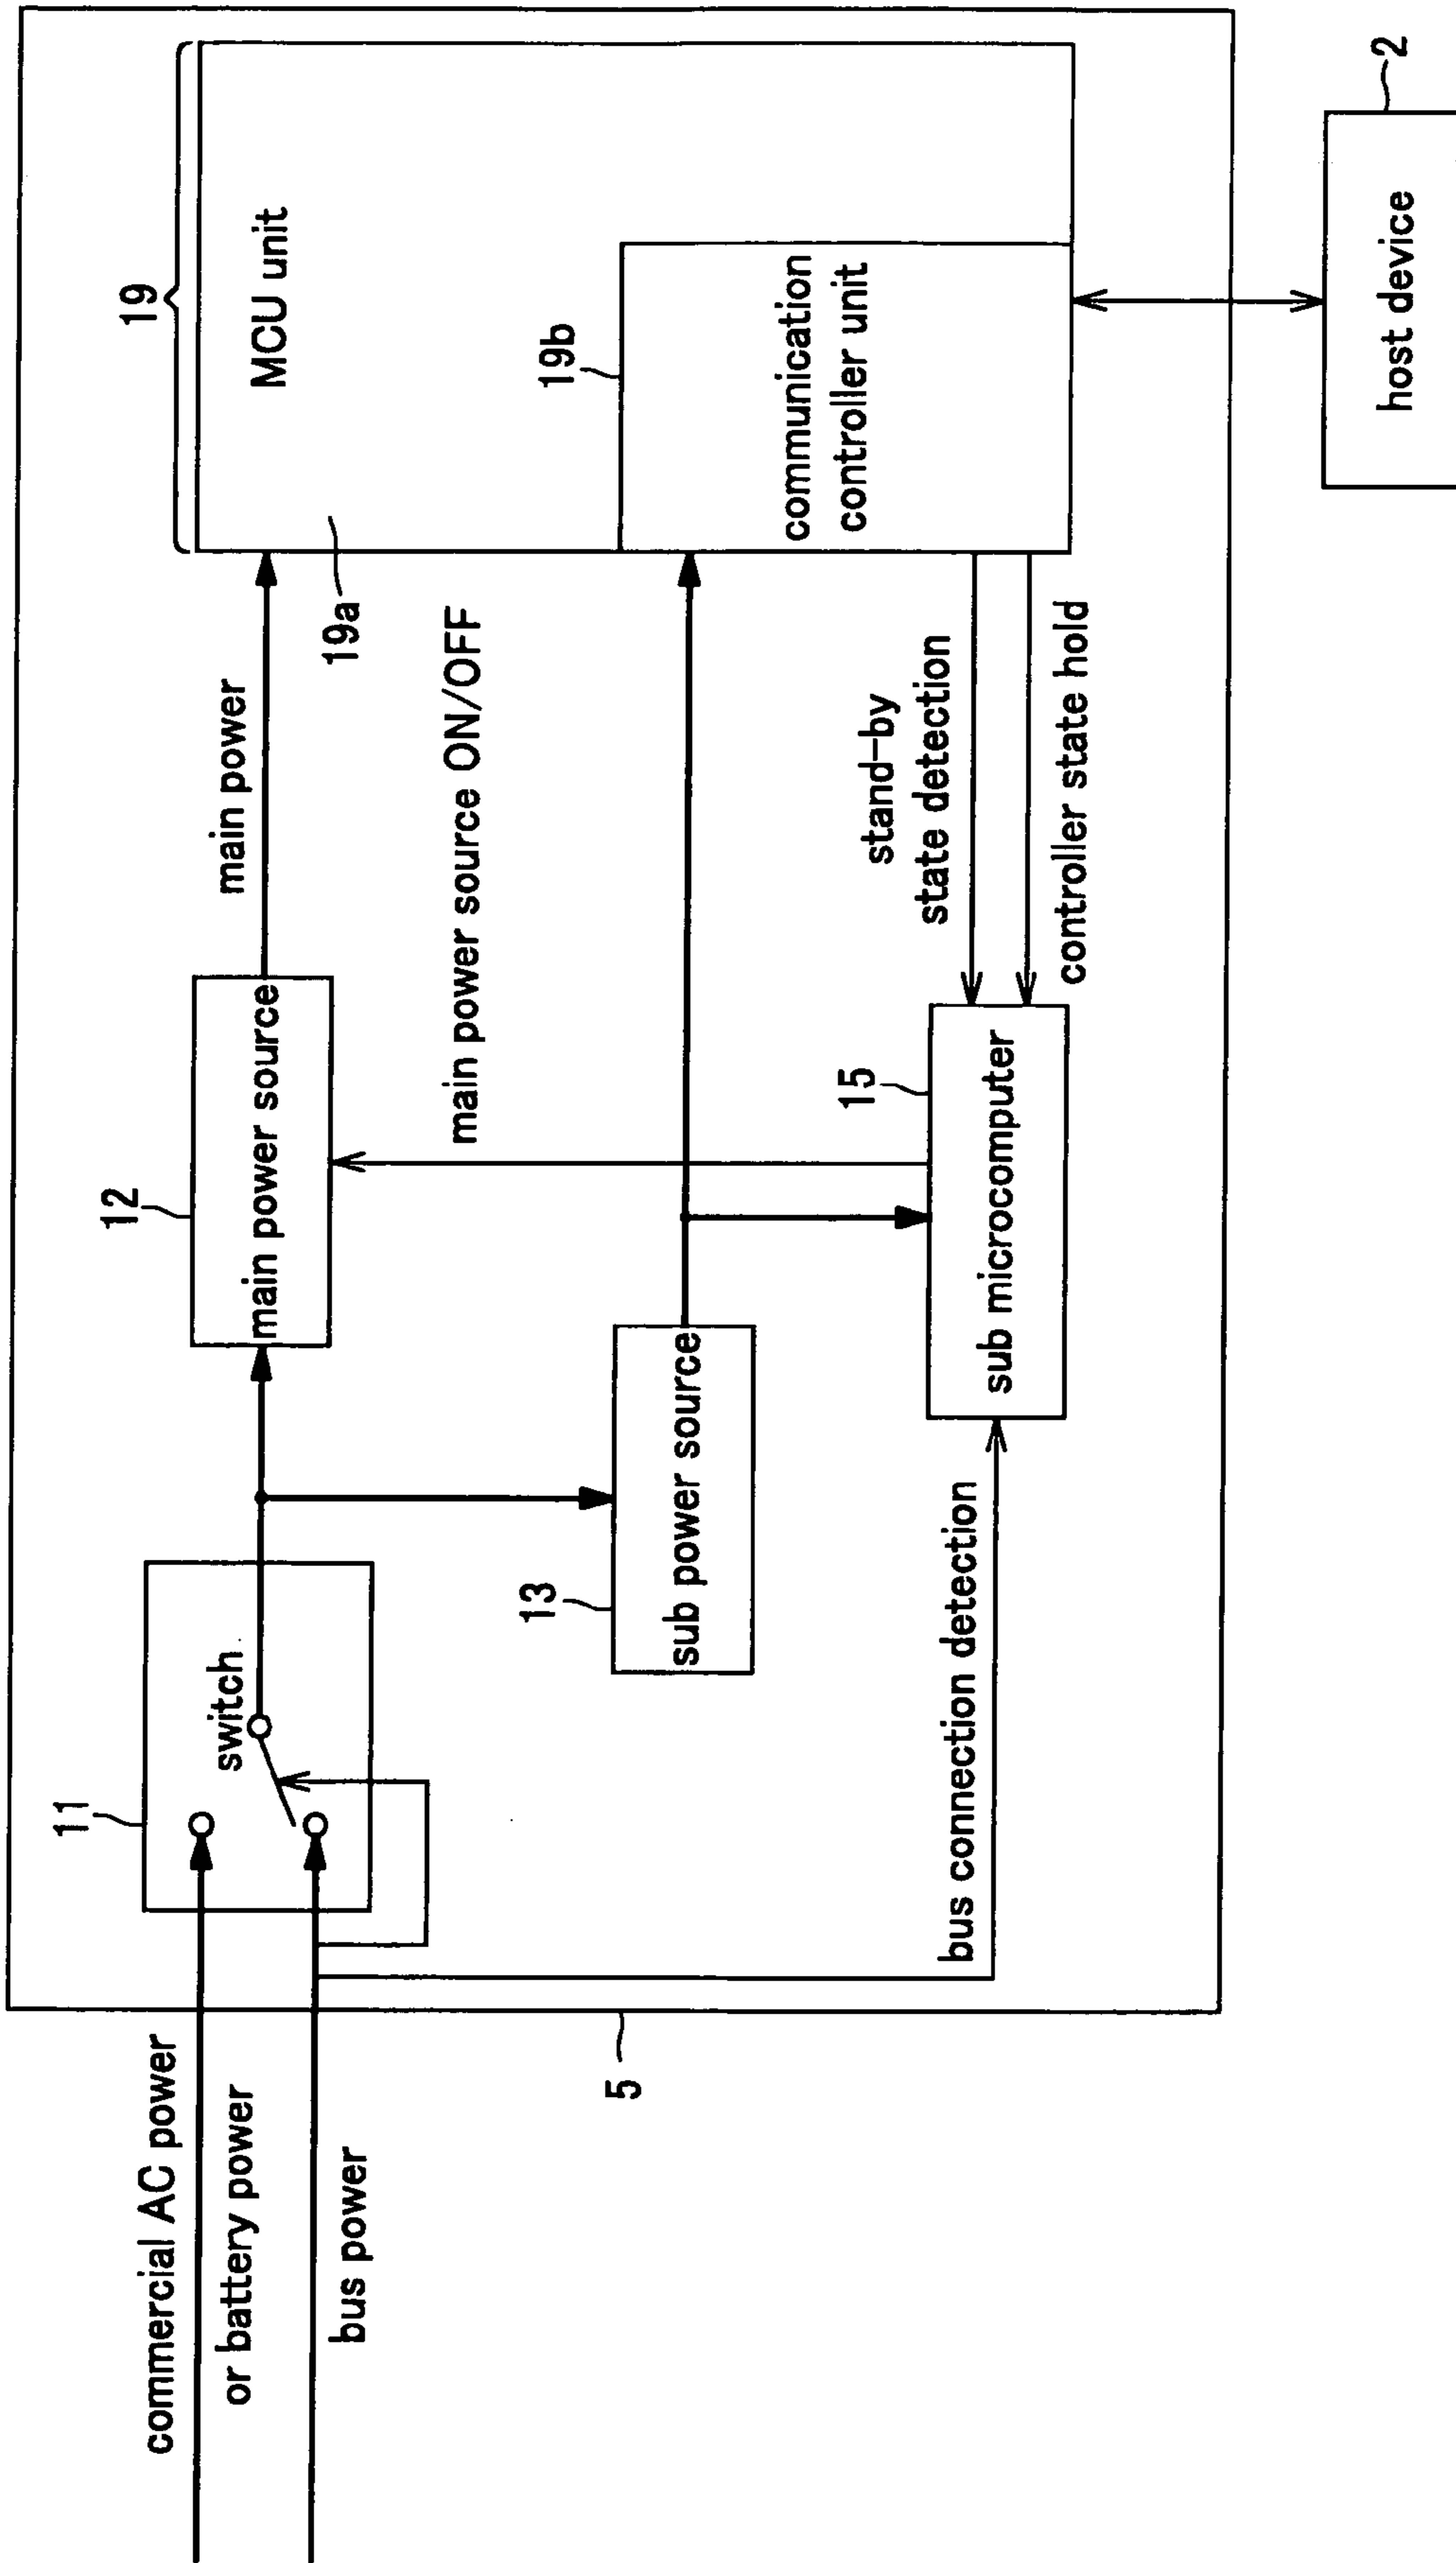 commercial AC power
or battery power
bus power
5
11
switch
12
main power source
main power
13
sub power source
main power source ON/OFF
bus connection detection
15
sub microcomputer
stand-by
state detection
controller state hold
19
19a
MCU unit
19b
communication
controller unit
host device
2